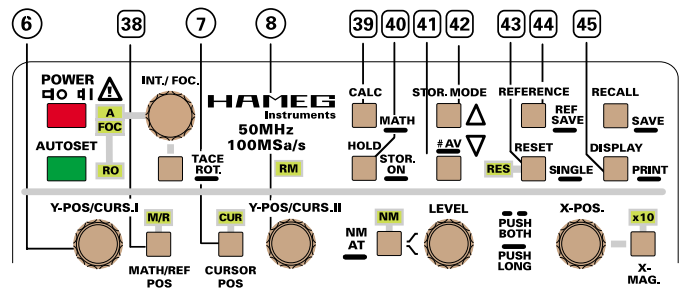 6 38 7 8 39 40 41 42 43 44 45
POWER
INT./ FOC.
A
FOC
AUTOSET
RO
TACE
ROT.
HAMEG
Instruments
50MHz
100MSa/s
RM
CALC
MATH
HOLD
STOR.
ON
STOR. MODE
# AV
REFERENCE
REF
SAVE
RESET
RES
SINGLE
RECALL
SAVE
DISPLAY
PRINT
Y-POS/CURS.I
M/R
MATH/REF
POS
CUR
CURSOR
POS
Y-POS/CURS.II
NM
AT
NM
LEVEL
PUSH
BOTH
PUSH
LONG
X-POS.
x10
X-
MAG.